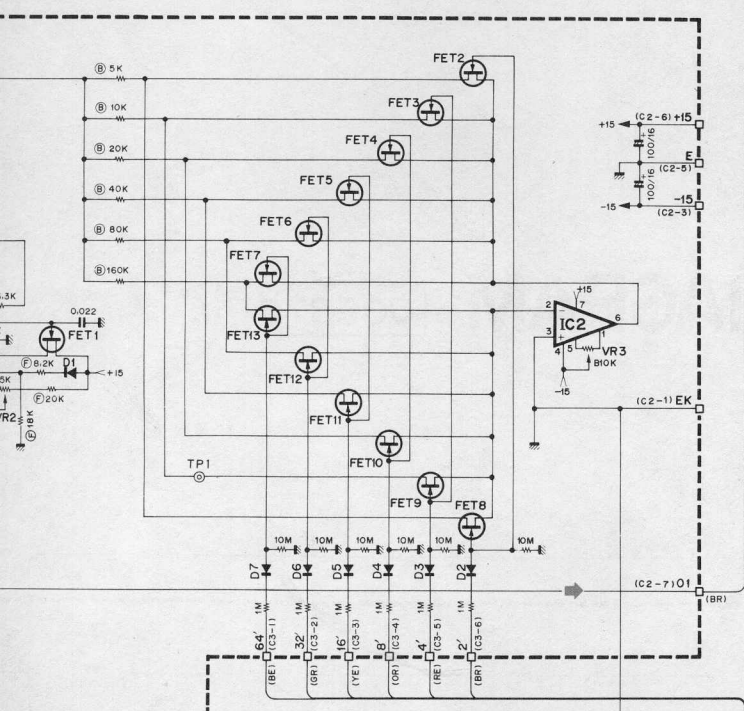 FET2
Ⓑ 5K
FET3
Ⓑ 10K
(C2-6) +15
+15
+
100/16
FET4
Ⓑ 20K
E
(C2-5)
FET5
+
100/16
Ⓑ 40K
-15
-15
(C2-3)
FET6
Ⓑ 80K
FET7
Ⓑ 160K
+15
.3K
2
7
6
0.022
IC2
-
+
FET1
FET13
3
4
5
1
VR3
B10K
Ⓕ 8.2K
D1
FET12
+15
5K
-15
Ⓕ 20K
(C2-1) EK
VR2
Ⓕ 18K
FET11
FET10
TP1
FET9
FET8
10M
10M
10M
10M
10M
10M
D7
D6
D5
D4
D3
D2
(C2-7) 01
(BR)
1M
1M
1M
1M
1M
1M
64'
(C3-1)
32'
(C3-2)
16'
(C3-3)
8'
(C3-4)
4'
(C3-5)
2'
(C3-6)
(BE)
(GR)
(YE)
(OR)
(RE)
(BR)